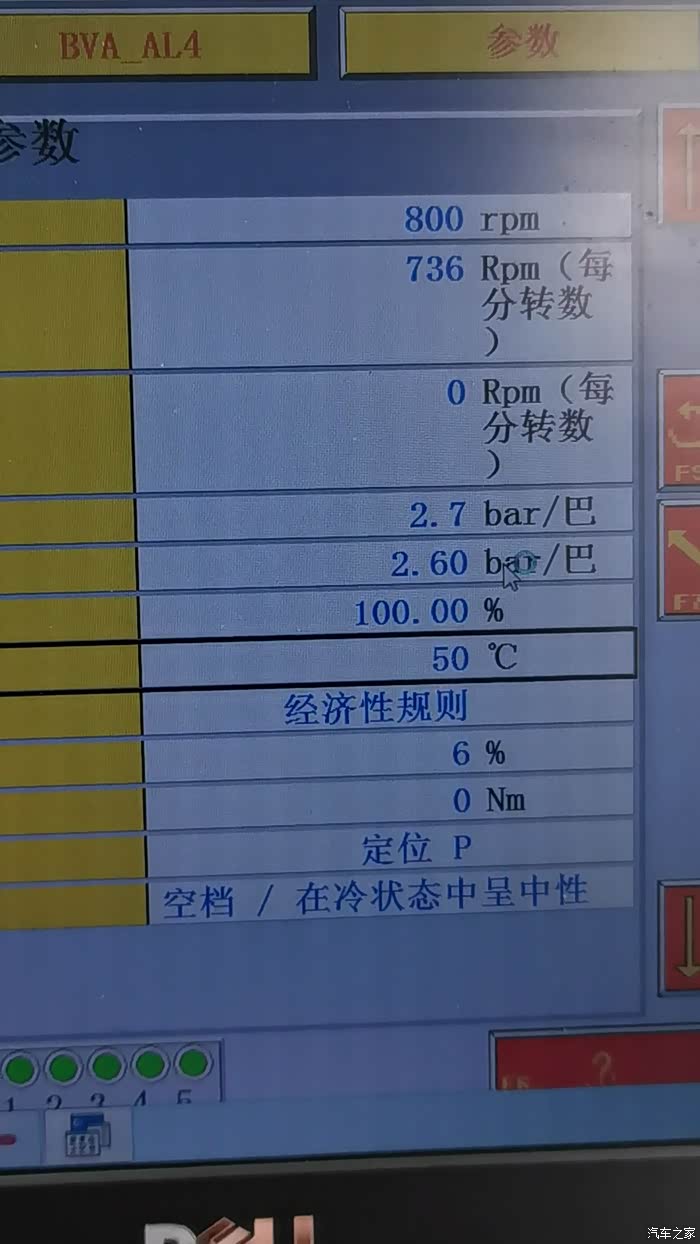 BVA_AL4
参数
参数
800 rpm
736 Rpm（每
分转数
）
0 Rpm（每
分转数
）
2.7 bar/巴
2.60 bar/巴
100.00 %
50 ℃
经济性规则
6 %
0 Nm
定位 P
空档 / 在冷状态中呈中性
1 2 3 4 5
?
汽车之家